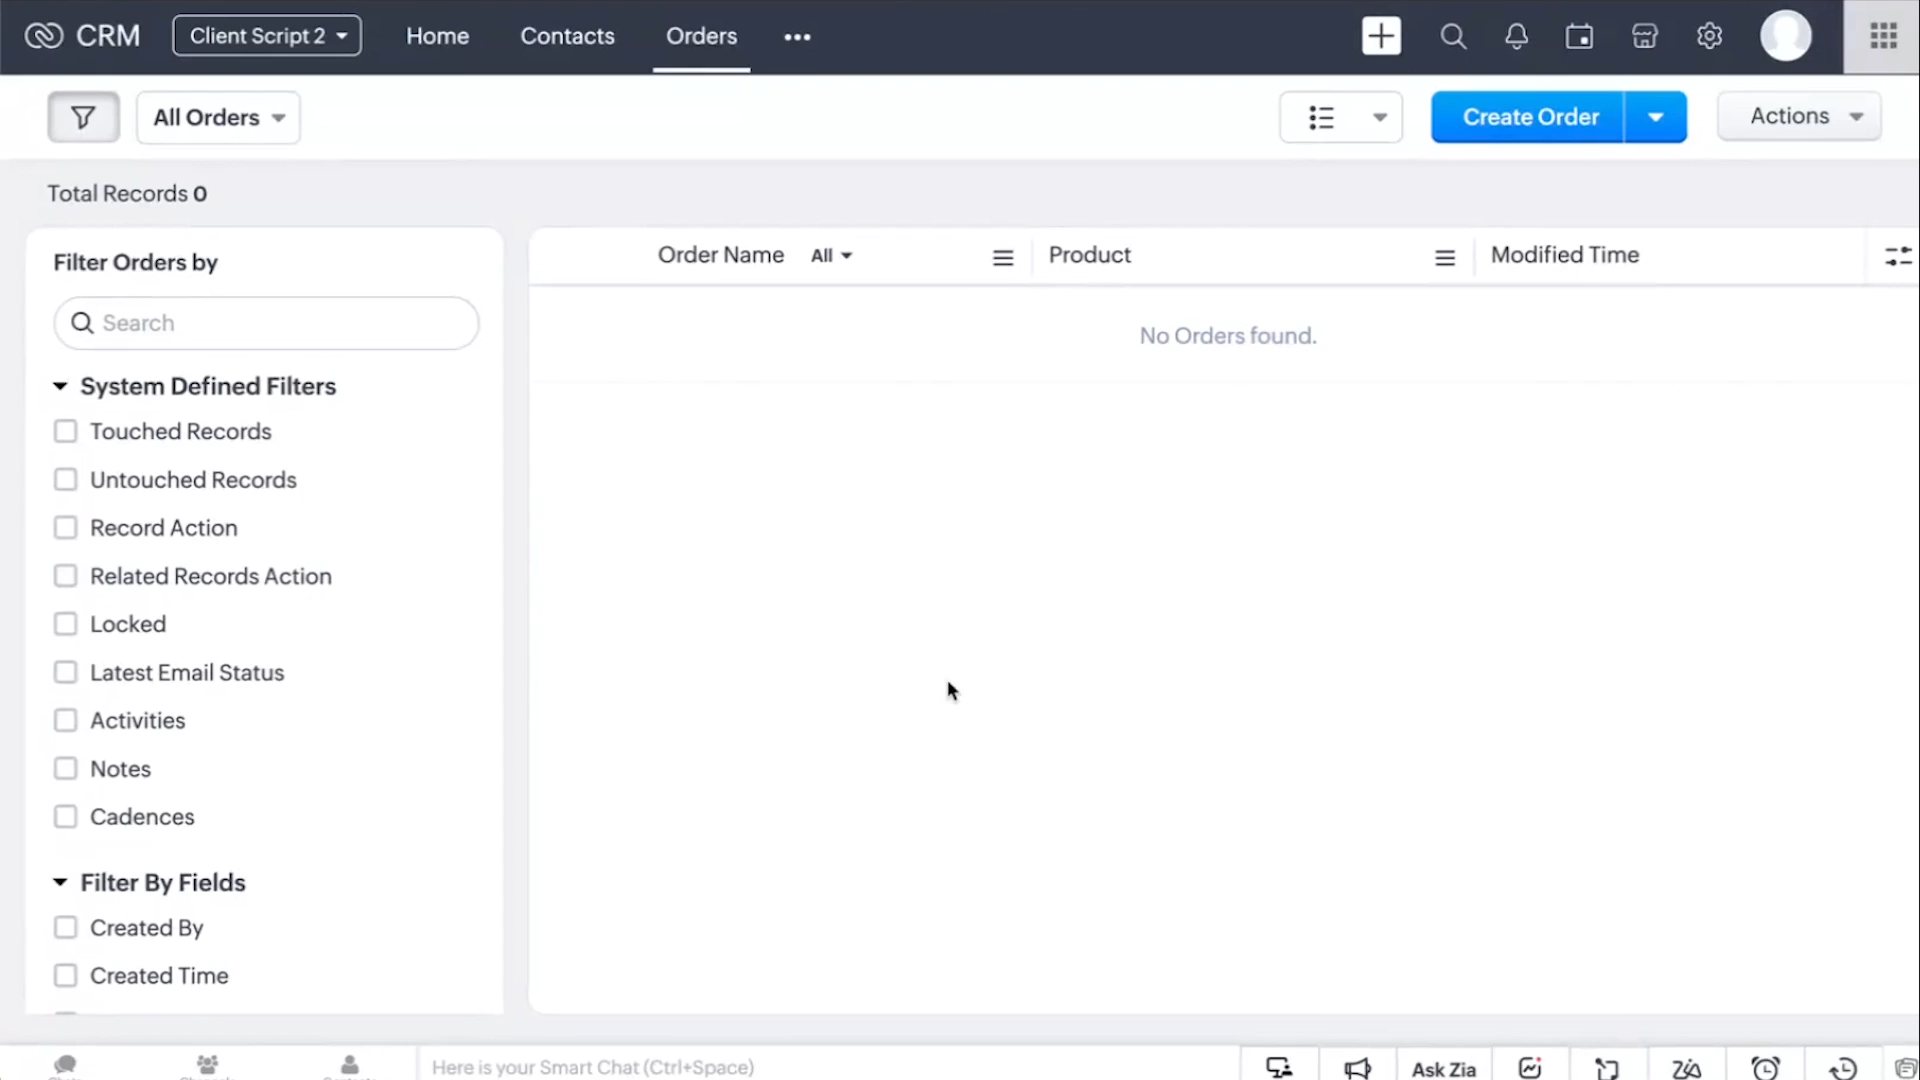 CRM
Client Script 2
Home
Contacts
Orders
All Orders
Create Order
Actions
Total Records 0
Filter Orders by
Search
System Defined Filters
Touched Records
Untouched Records
Record Action
Related Records Action
Locked
Latest Email Status
Activities
Notes
Cadences
Filter By Fields
Created By
Created Time
Order Name All
Product
Modified Time
No Orders found.
Here is your Smart Chat (Ctrl+Space)
Ask Zia